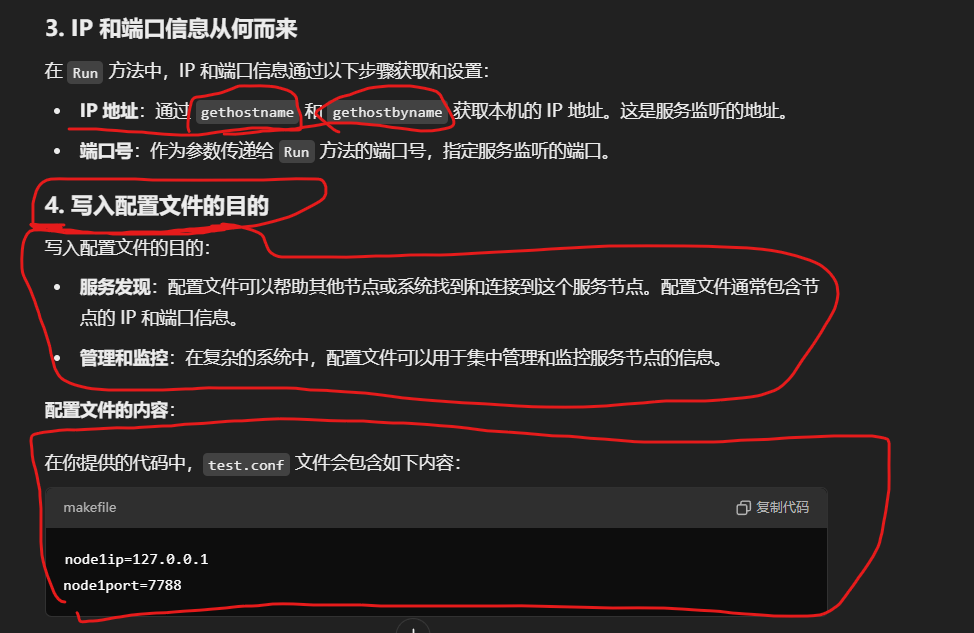 3. IP 和端口信息从何而来
在 Run 方法中，IP 和端口信息通过以下步骤获取和设置：
• IP 地址：通过 gethostname 和 gethostbyname 获取本机的 IP 地址。这是服务监听的地址。
• 端口号：作为参数传递给 Run 方法的端口号，指定服务监听的端口。
4. 写入配置文件的目的
写入配置文件的目的：
• 服务发现：配置文件可以帮助其他节点或系统找到和连接到这个服务节点。配置文件通常包含节
点的 IP 和端口信息。
• 管理和监控：在复杂的系统中，配置文件可以用于集中管理和监控服务节点的信息。
配置文件的内容：
在你提供的代码中，test.conf 文件会包含如下内容：
makefile 复制代码
node1ip=127.0.0.1
node1port=7788